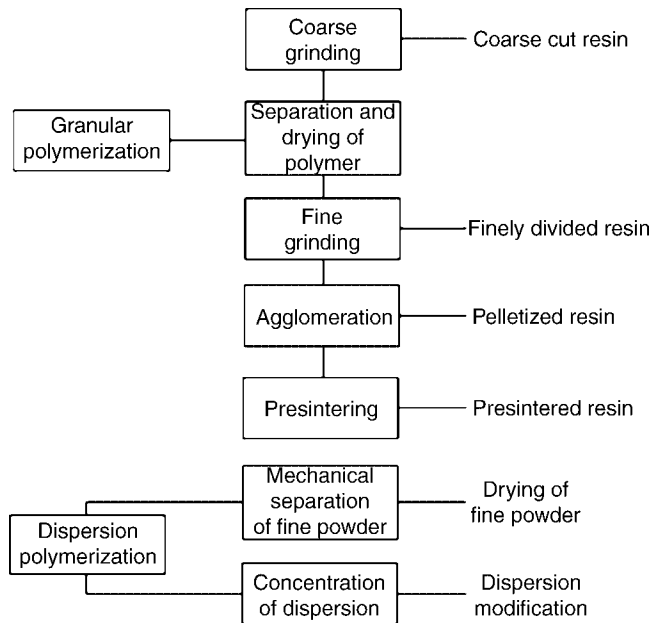 Coarse
grinding
Coarse cut resin
Granular
polymerization
Separation and
drying of
polymer
Fine
grinding
Finely divided resin
Agglomeration
Pelletized resin
Presintering
Presintered resin
Dispersion
polymerization
Mechanical
separation
of fine powder
Drying of
fine powder
Concentration
of dispersion
Dispersion
modification